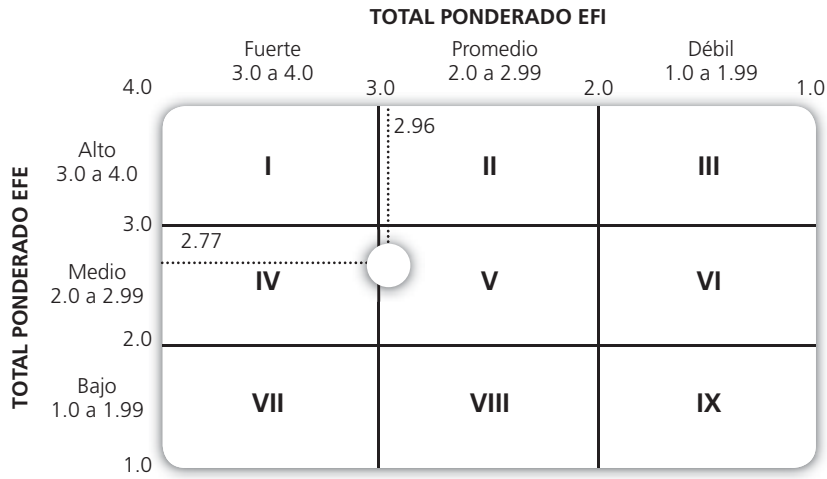 TOTAL PONDERADO EFI
Fuerte
3.0 a 4.0
Promedio
2.0 a 2.99
Débil
1.0 a 1.99
4.0
3.0
2.0
1.0
TOTAL PONDERADO EFE
Alto
3.0 a 4.0
I
2.96
II
III
3.0
2.77
Medio
2.0 a 2.99
IV
V
VI
2.0
Bajo
1.0 a 1.99
VII
VIII
IX
1.0